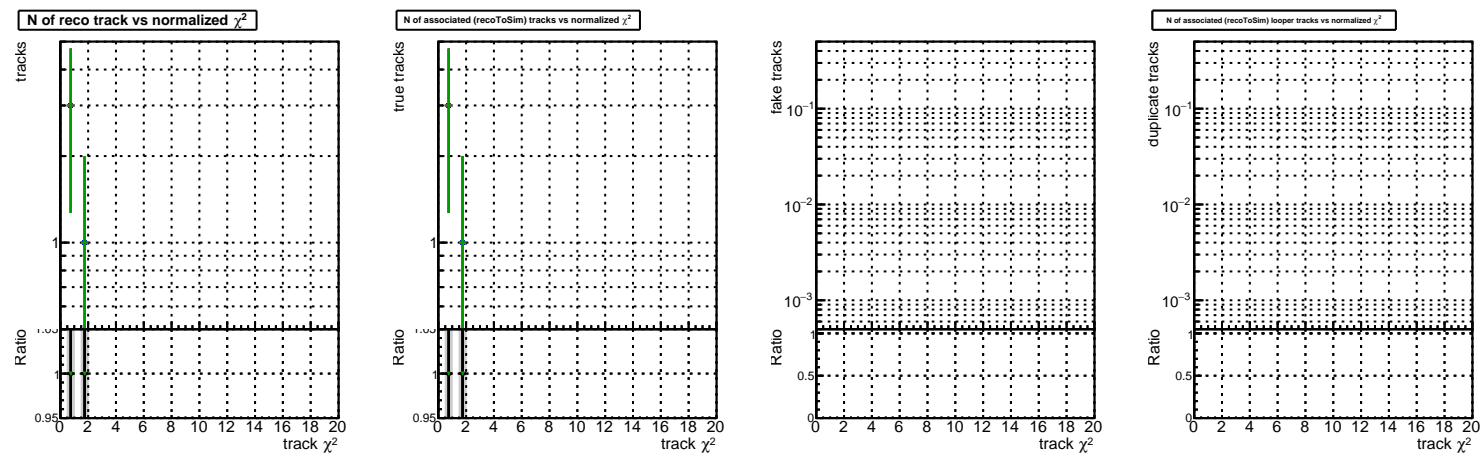 N of reco track vs normalized χ²
tracks
1
Ratio
1.05
1
0.95
0 2 4 6 8 10 12 14 16 18 20
track χ²
N of associated (recoToSim) tracks vs normalized χ²
true tracks
1
Ratio
1.05
1
0.95
0 2 4 6 8 10 12 14 16 18 20
track χ²
fake tracks
10⁻¹
10⁻²
10⁻³
Ratio
1
0.5
0
0 2 4 6 8 10 12 14 16 18 20
track χ²
N of associated (recoToSim) looper tracks vs normalized χ²
duplicate tracks
10⁻¹
10⁻²
10⁻³
Ratio
1
0.5
0
0 2 4 6 8 10 12 14 16 18 20
track χ²